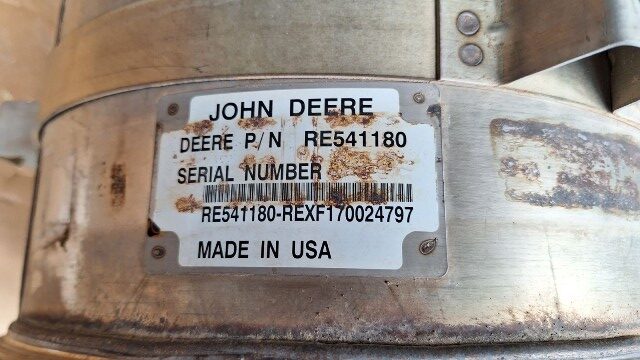 JOHN DEERE
DEERE P/N RE541180
SERIAL NUMBER
RE541180-REXF170024797
MADE IN USA